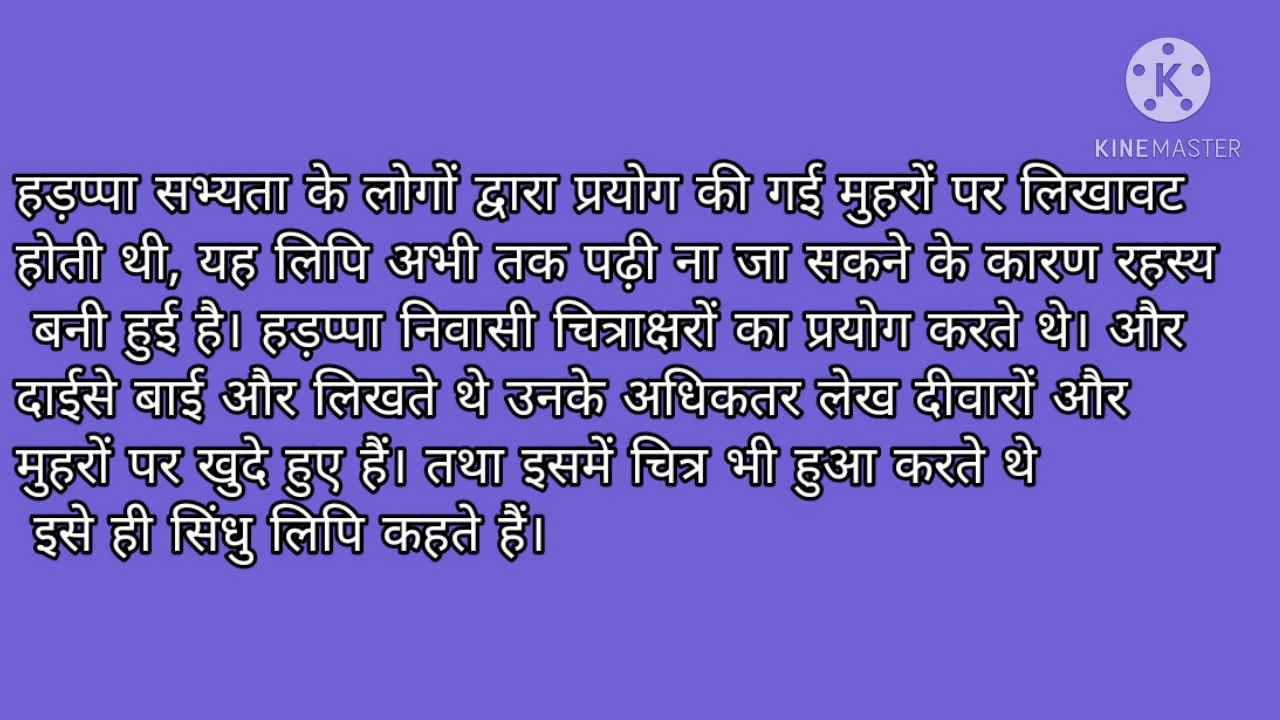 KINEMASTER
हड़प्पा सभ्यता के लोगों द्वारा प्रयोग की गई मुहरों पर लिखावट
होती थी, यह लिपि अभी तक पढ़ी ना जा सकने के कारण रहस्य
बनी हुई है। हड़प्पा निवासी चित्राक्षरों का प्रयोग करते थे। और
दाईसे बाई और लिखते थे उनके अधिकतर लेख दीवारों और
मुहरों पर खुदे हुए हैं। तथा इसमें चित्र भी हुआ करते थे
इसे ही सिंधु लिपि कहते हैं।